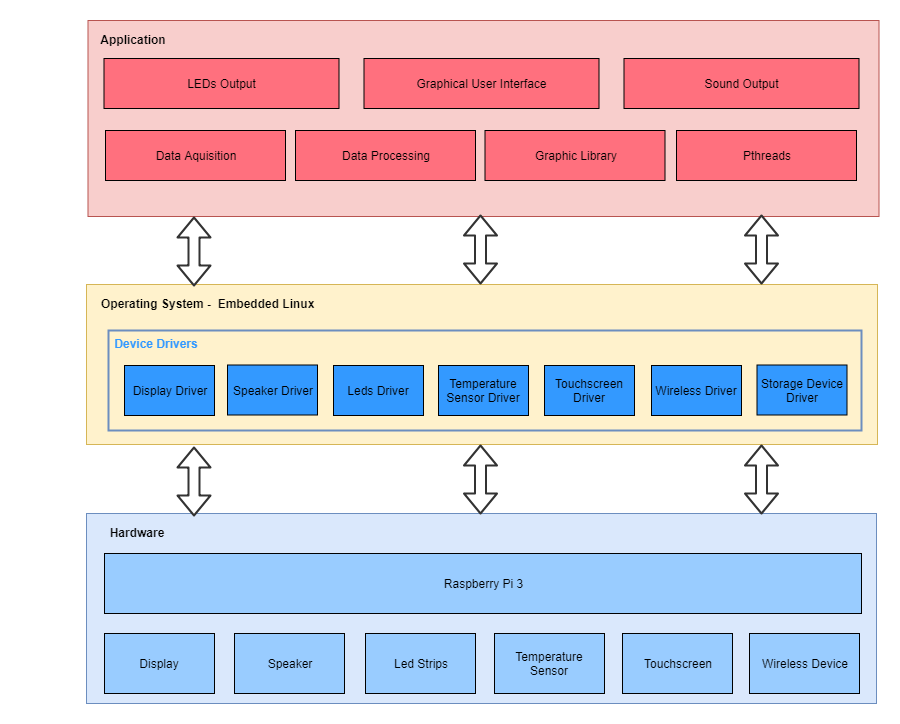 Application
LEDs Output
Graphical User Interface
Sound Output
Data Aquisition
Data Processing
Graphic Library
Pthreads
Operating System -  Embedded Linux
Device Drivers
Display Driver
Speaker Driver
Leds Driver
Temperature
Sensor Driver
Touchscreen
Driver
Wireless Driver
Storage Device
Driver
Hardware
Raspberry Pi 3
Display
Speaker
Led Strips
Temperature
Sensor
Touchscreen
Wireless Device